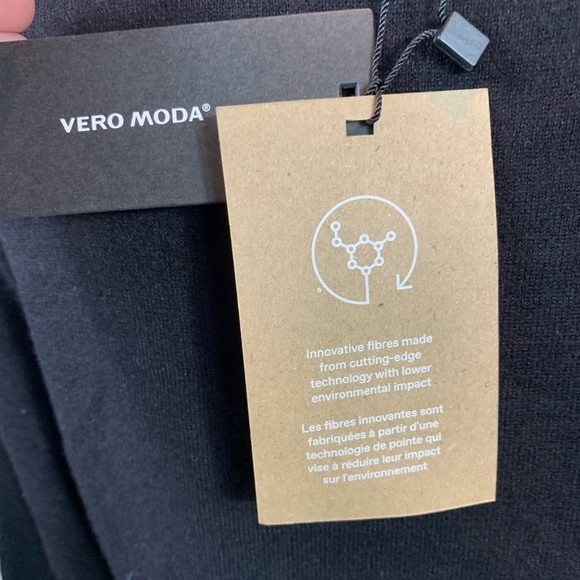 VERO MODA®
Innovative fibres made
from cutting-edge
technology with lower
environmental impact
Les fibres innovantes sont
fabriquées à partir d'une
technologie de pointe qui
vise à réduire leur impact
sur l'environnement